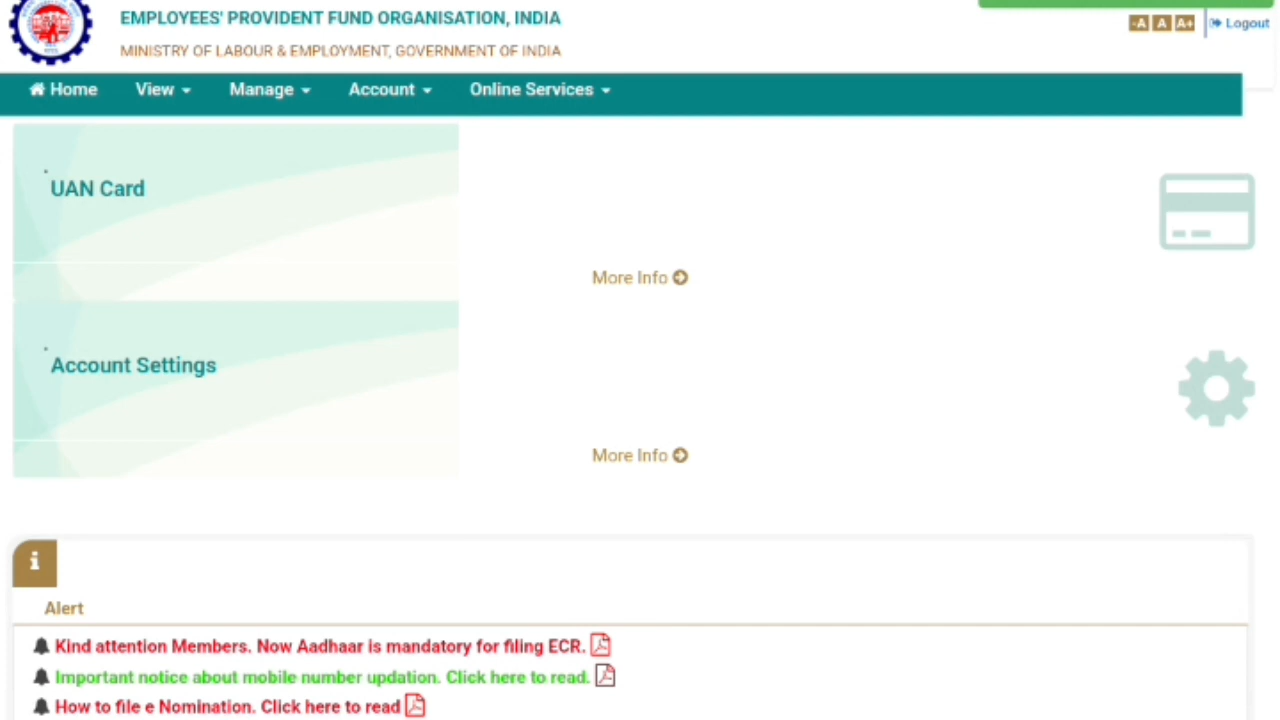 EMPLOYEES' PROVIDENT FUND ORGANISATION, INDIA
MINISTRY OF LABOUR & EMPLOYMENT, GOVERNMENT OF INDIA
-A A A+ Logout
Home View Manage Account Online Services
UAN Card
More Info
Account Settings
More Info
Alert
Kind attention Members. Now Aadhaar is mandatory for filing ECR.
Important notice about mobile number updation. Click here to read.
How to file e Nomination. Click here to read